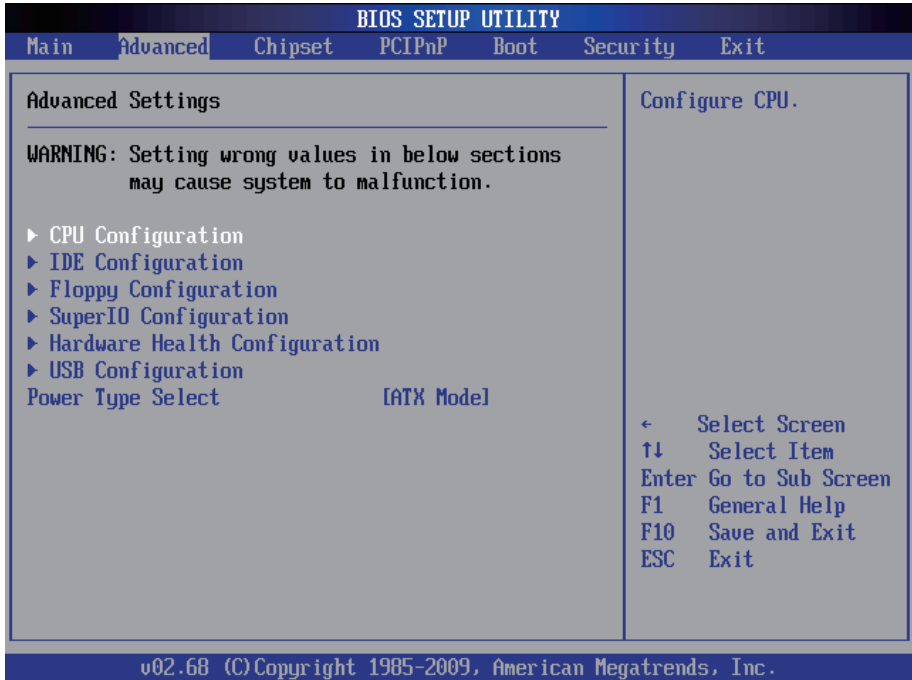 BIOS SETUP UTILITY
Main Advanced Chipset PCIPnP Boot Security Exit
Advanced Settings
WARNING: Setting wrong values in below sections
may cause system to malfunction.
▶ CPU Configuration
▶ IDE Configuration
▶ Floppy Configuration
▶ SuperIO Configuration
▶ Hardware Health Configuration
▶ USB Configuration
Power Type Select [ATX Mode]
Configure CPU.
← Select Screen
↑↓ Select Item
Enter Go to Sub Screen
F1 General Help
F10 Save and Exit
ESC Exit
v02.68 (C)Copyright 1985-2009, American Megatrends, Inc.